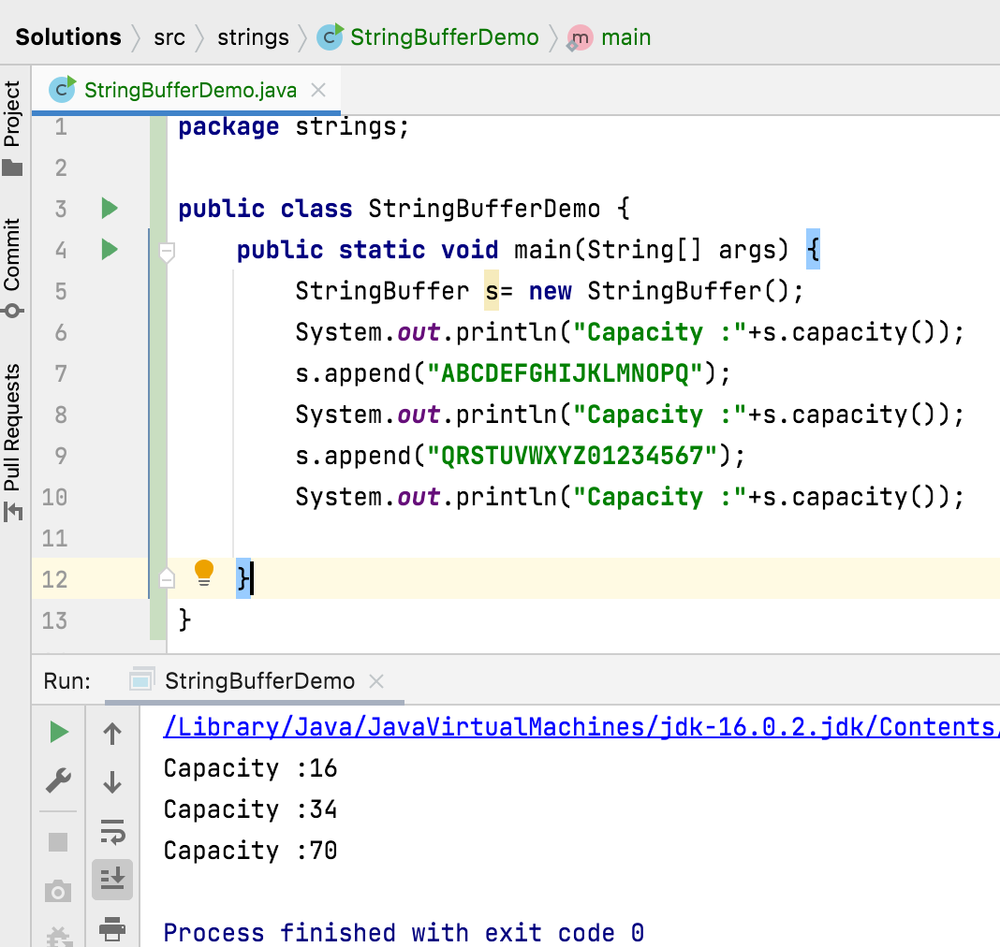 Solutions src strings StringBufferDemo main
StringBufferDemo.java
Project
Commit
Pull Requests
1 package strings;
2
3 public class StringBufferDemo {
4 public static void main(String[] args) {
5 StringBuffer s= new StringBuffer();
6 System.out.println("Capacity :"+s.capacity());
7 s.append("ABCDEFGHIJKLMNOPQ");
8 System.out.println("Capacity :"+s.capacity());
9 s.append("QRSTUVWXYZ01234567");
10 System.out.println("Capacity :"+s.capacity());
11
12 }
13 }
Run: StringBufferDemo
/Library/Java/JavaVirtualMachines/jdk-16.0.2.jdk/Contents/
Capacity :16
Capacity :34
Capacity :70
Process finished with exit code 0